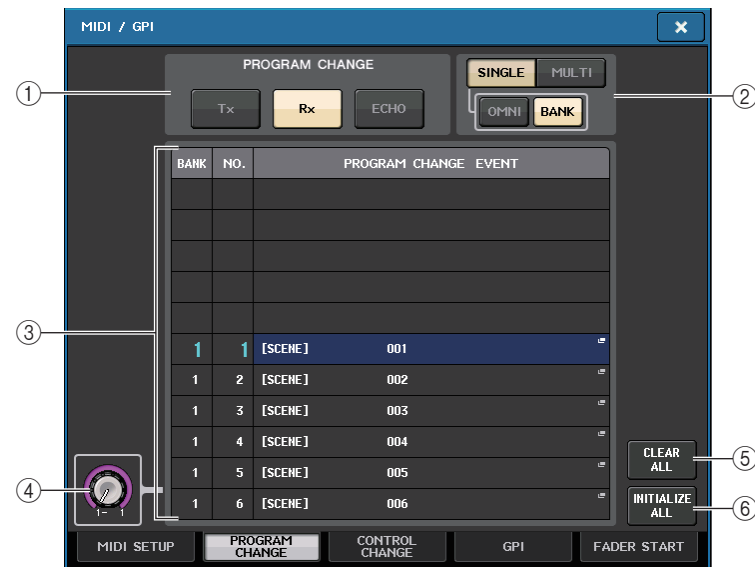 MIDI / GPI
PROGRAM CHANGE
Tx
Rx
ECHO
SINGLE
MULTI
OMNI
BANK
①
②
BANK NO. PROGRAM CHANGE EVENT
③
1 1 [SCENE] 001
1 2 [SCENE] 002
1 3 [SCENE] 003
1 4 [SCENE] 004
1 5 [SCENE] 005
1 6 [SCENE] 006
④
1- 1
CLEAR
ALL
⑤
INITIALIZE
ALL
⑥
MIDI SETUP
PROGRAM
CHANGE
CONTROL
CHANGE
GPI
FADER START